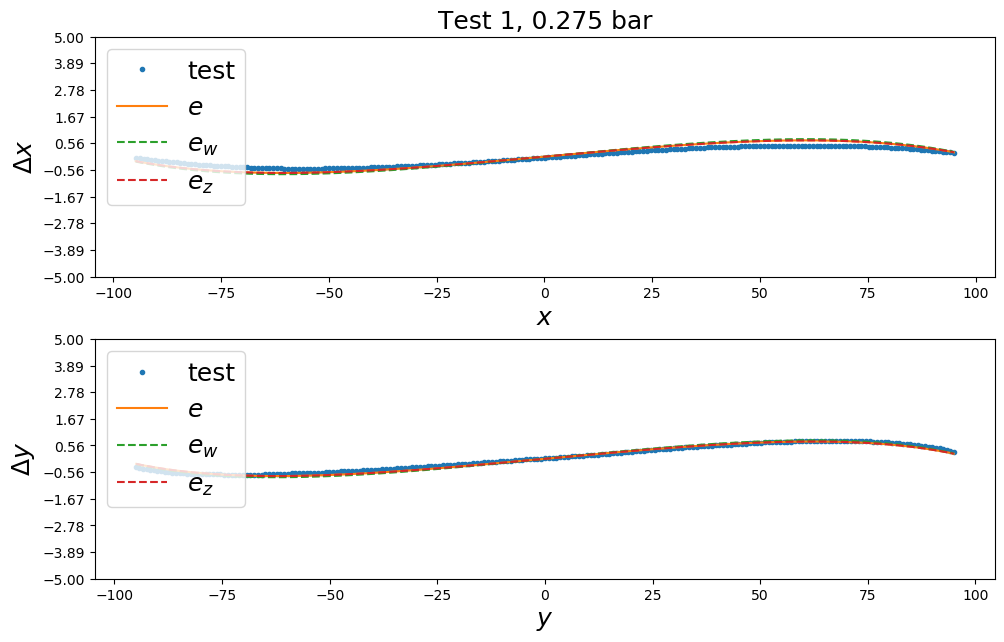 Test 1, 0.275 bar
5.00
3.89
2.78
1.67
0.56
−0.56
−1.67
−2.78
−3.89
−5.00
Δx
test
e
e_w
e_z
−100 −75 −50 −25 0 25 50 75 100
x
5.00
3.89
2.78
1.67
0.56
−0.56
−1.67
−2.78
−3.89
−5.00
Δy
test
e
e_w
e_z
−100 −75 −50 −25 0 25 50 75 100
y